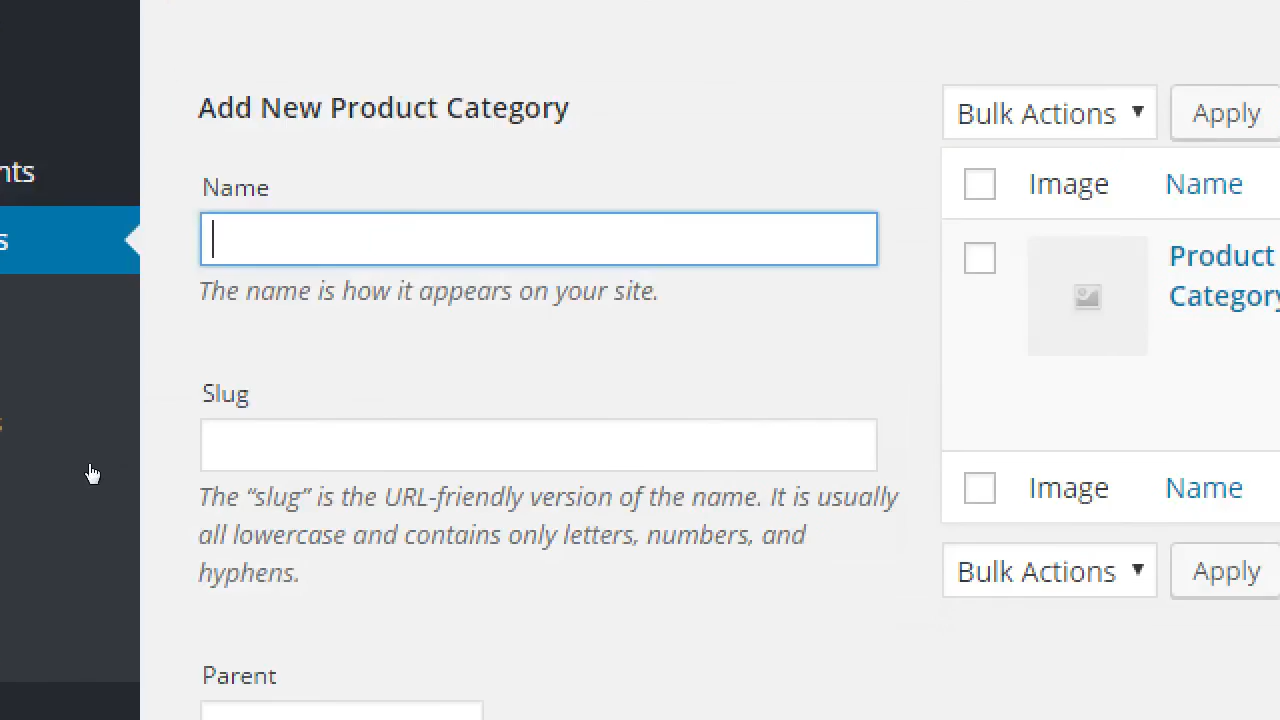 nts
s
Add New Product Category
Name
The name is how it appears on your site.
Slug
The “slug” is the URL-friendly version of the name. It is usually
all lowercase and contains only letters, numbers, and
hyphens.
Parent
Bulk Actions Apply
Image Name
Product
Category
Image Name
Bulk Actions Apply